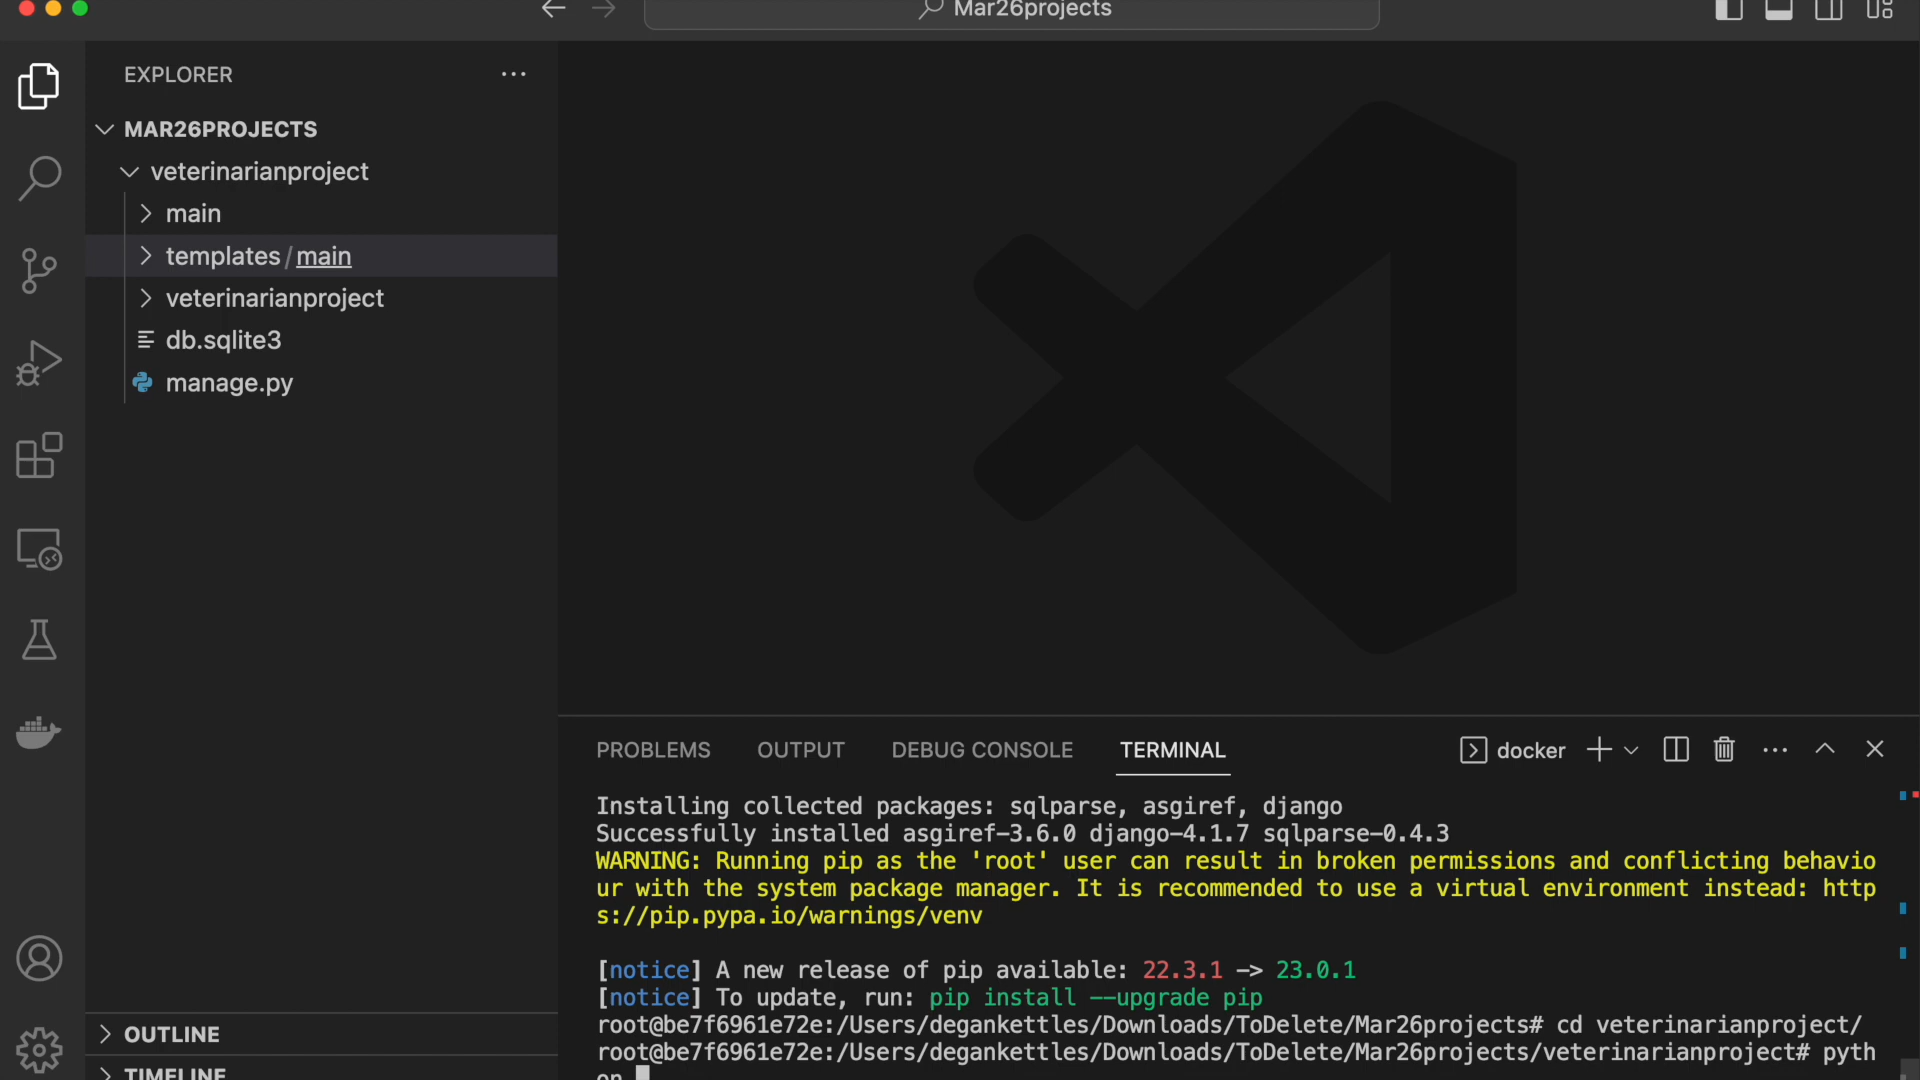 Mar26projects
EXPLORER
MAR26PROJECTS
veterinarianproject
main
templates/main
veterinarianproject
db.sqlite3
manage.py
OUTLINE
TIMELINE
PROBLEMS OUTPUT DEBUG CONSOLE TERMINAL docker
Installing collected packages: sqlparse, asgiref, django
Successfully installed asgiref-3.6.0 django-4.1.7 sqlparse-0.4.3
WARNING: Running pip as the 'root' user can result in broken permissions and conflicting behavio
ur with the system package manager. It is recommended to use a virtual environment instead: http
s://pip.pypa.io/warnings/venv
[notice] A new release of pip available: 22.3.1 -> 23.0.1
[notice] To update, run: pip install --upgrade pip
root@be7f6961e72e:/Users/degankettles/Downloads/ToDelete/Mar26projects# cd veterinarianproject/
root@be7f6961e72e:/Users/degankettles/Downloads/ToDelete/Mar26projects/veterinarianproject# pyth
on